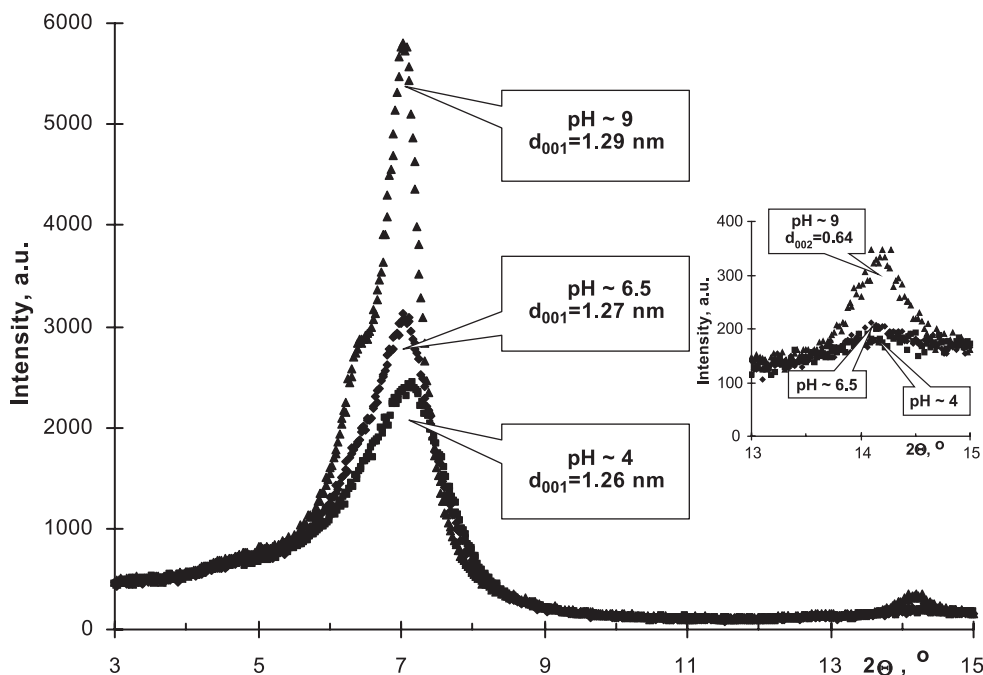 6000
5000
4000
3000
2000
1000
0
Intensity, a.u.
3
5
7
9
11
13
15
2Θ, °
pH ~ 9
d001=1.29 nm
pH ~ 6.5
d001=1.27 nm
pH ~ 4
d001=1.26 nm
400
300
200
100
0
Intensity, a.u.
13
14
15
2Θ, °
pH ~ 9
d002=0.64
pH ~ 6.5
pH ~ 4